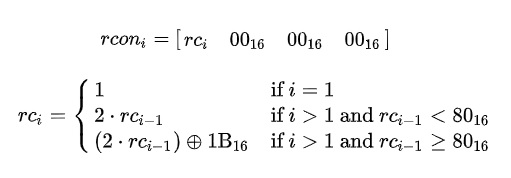 rcon_i = [ rc_i 00_16 00_16 00_16 ]
rc_i = { 1 if i = 1
2 · rc_{i−1} if i > 1 and rc_{i−1} < 80_16
(2 · rc_{i−1}) ⊕ 1B_16 if i > 1 and rc_{i−1} ≥ 80_16